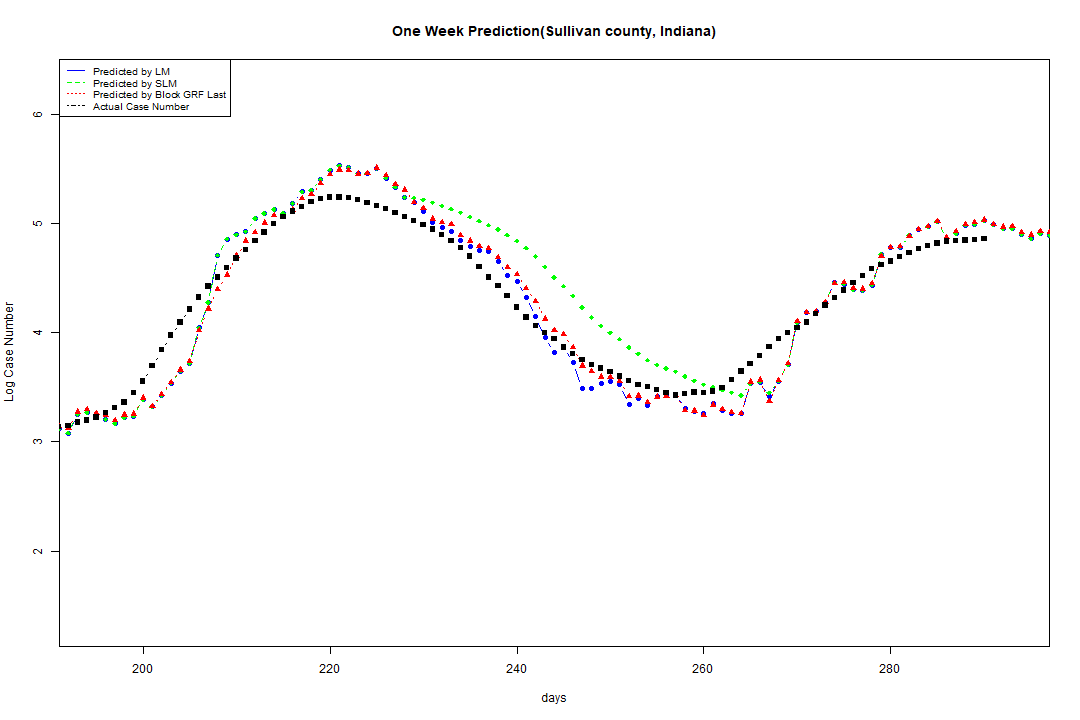 One Week Prediction(Sullivan county, Indiana)
Predicted by LM
Predicted by SLM
Predicted by Block GRF Last
Actual Case Number
6
5
4
3
2
Log Case Number
200
220
240
260
280
days